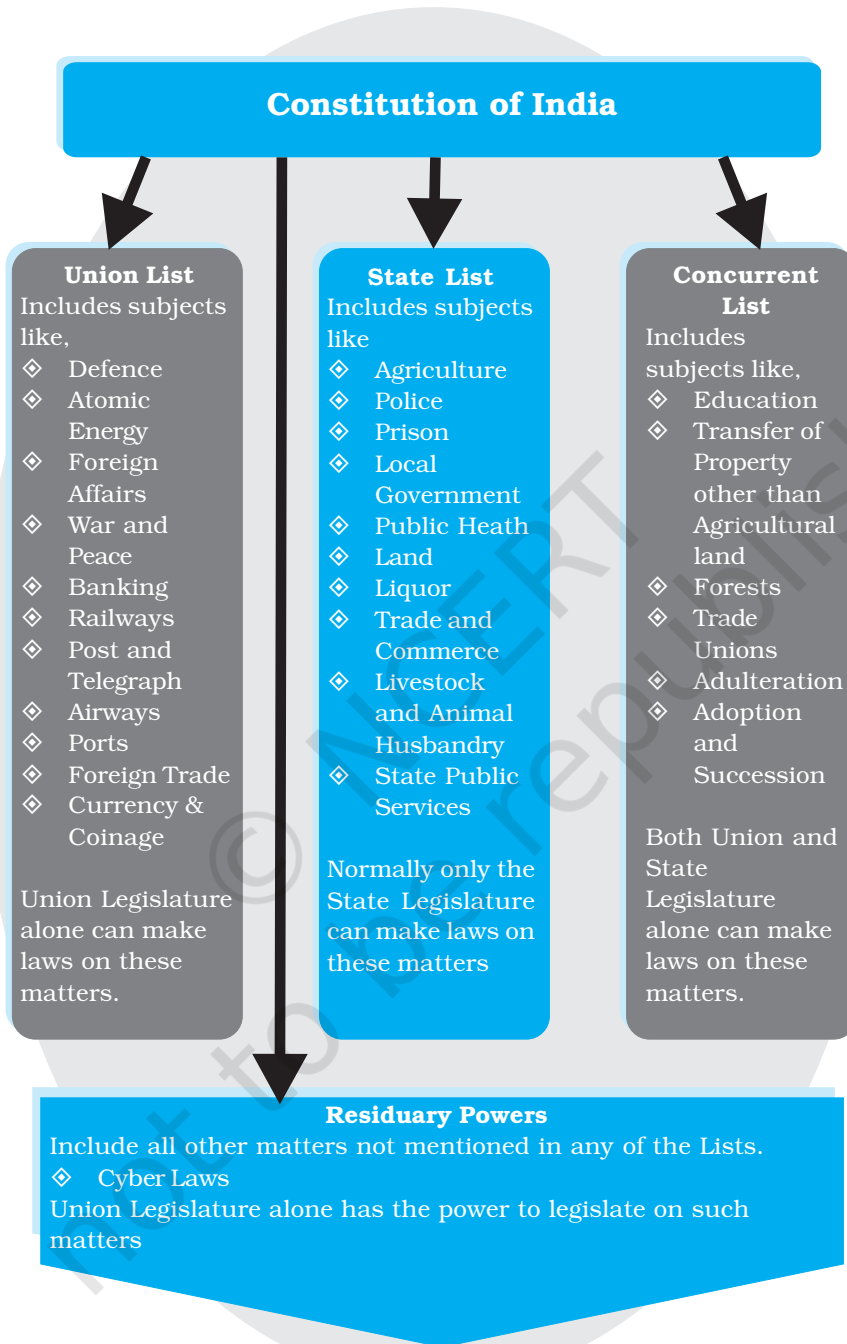 Constitution of India
Union List
Includes subjects
like,
◈ Defence
◈ Atomic
Energy
◈ Foreign
Affairs
◈ War and
Peace
◈ Banking
◈ Railways
◈ Post and
Telegraph
◈ Airways
◈ Ports
◈ Foreign Trade
◈ Currency &
Coinage
Union Legislature
alone can make
laws on these
matters.
State List
Includes subjects
like
◈ Agriculture
◈ Police
◈ Prison
◈ Local
Government
◈ Public Heath
◈ Land
◈ Liquor
◈ Trade and
Commerce
◈ Livestock
and Animal
Husbandry
◈ State Public
Services
Normally only the
State Legislature
can make laws on
these matters
Concurrent
List
Includes
subjects like,
◈ Education
◈ Transfer of
Property
other than
Agricultural
land
◈ Forests
◈ Trade
Unions
◈ Adulteration
◈ Adoption
and
Succession
Both Union and
State
Legislature
alone can make
laws on these
matters.
Residuary Powers
Include all other matters not mentioned in any of the Lists.
◈ Cyber Laws
Union Legislature alone has the power to legislate on such
matters
© NCERT
not to be republish